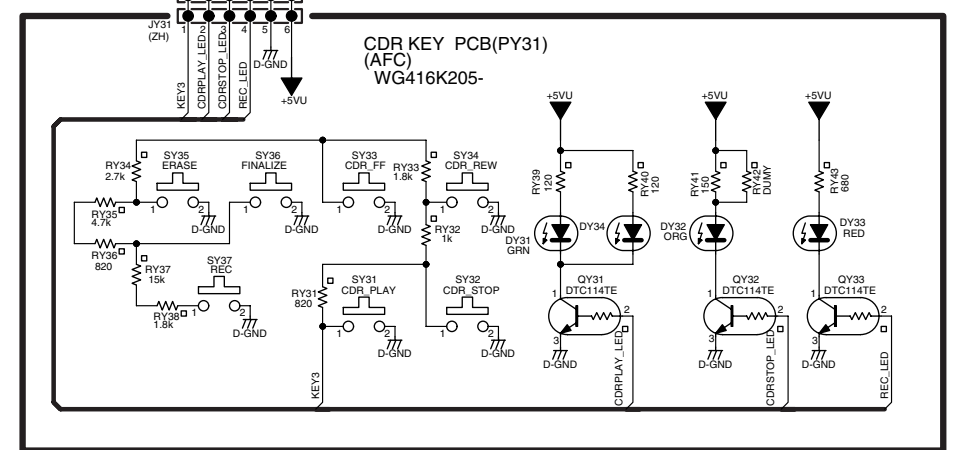 JY31
(ZH)
1 2 3 4 5 6
KEY3
CDRPLAY_LED
CDRSTOP_LED
REC_LED
D-GND
+5VU
CDR KEY PCB(PY31)
(AFC)
WG416K205-
+5VU
+5VU
+5VU
RY34
2.7k
SY35
ERASE
1 2
D-GND
SY36
FINALIZE
1 2
D-GND
SY33
CDR_FF
1 2
D-GND
RY33
1.8k
SY34
CDR_REW
1 2
D-GND
RY39
120
RY40
120
RY41
150
RY42
DUMY
RY43
680
RY35
4.7k
RY36
820
RY32
1k
DY31
GRN
DY34
DY32
ORG
DY33
RED
RY37
15k
SY37
REC
1 2
D-GND
RY38
1.8k
RY31
820
SY31
CDR_PLAY
1 2
D-GND
SY32
CDR_STOP
1 2
D-GND
QY31
DTC114TE
1
2
3
D-GND
QY32
DTC114TE
1
2
3
D-GND
QY33
DTC114TE
1
2
3
D-GND
KEY3
CDRPLAY_LED
CDRSTOP_LED
REC_LED